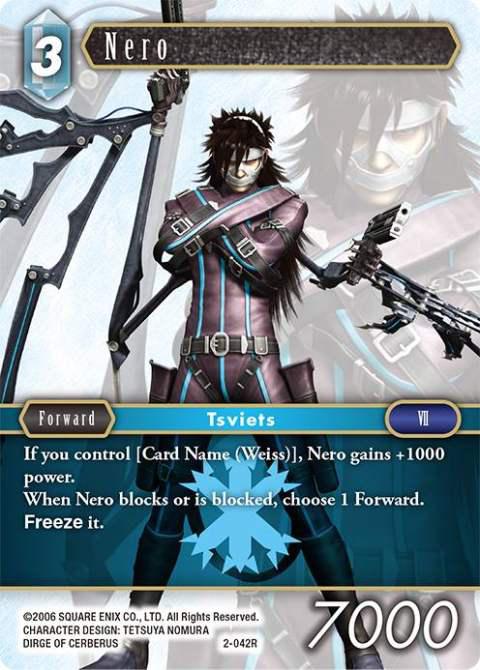 3
Nero
Forward
Tsviets
VII
If you control [Card Name (Weiss)], Nero gains +1000
power.
When Nero blocks or is blocked, choose 1 Forward.
Freeze it.
©2006 SQUARE ENIX CO., LTD. All Rights Reserved.
CHARACTER DESIGN: TETSUYA NOMURA
DIRGE OF CERBERUS
2-042R
7000